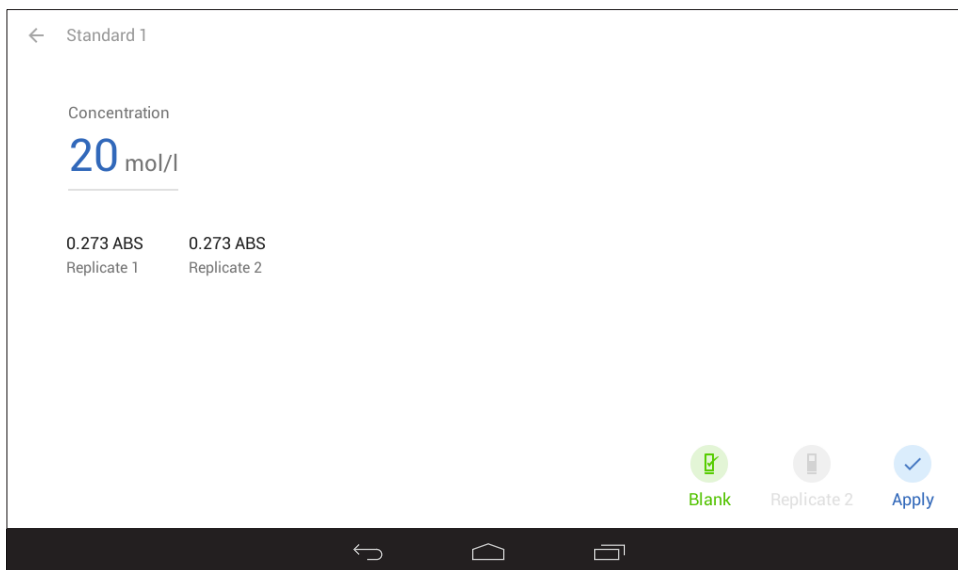 Standard 1
Concentration
20 mol/l
0.273 ABS 0.273 ABS
Replicate 1 Replicate 2
Blank Replicate 2 Apply